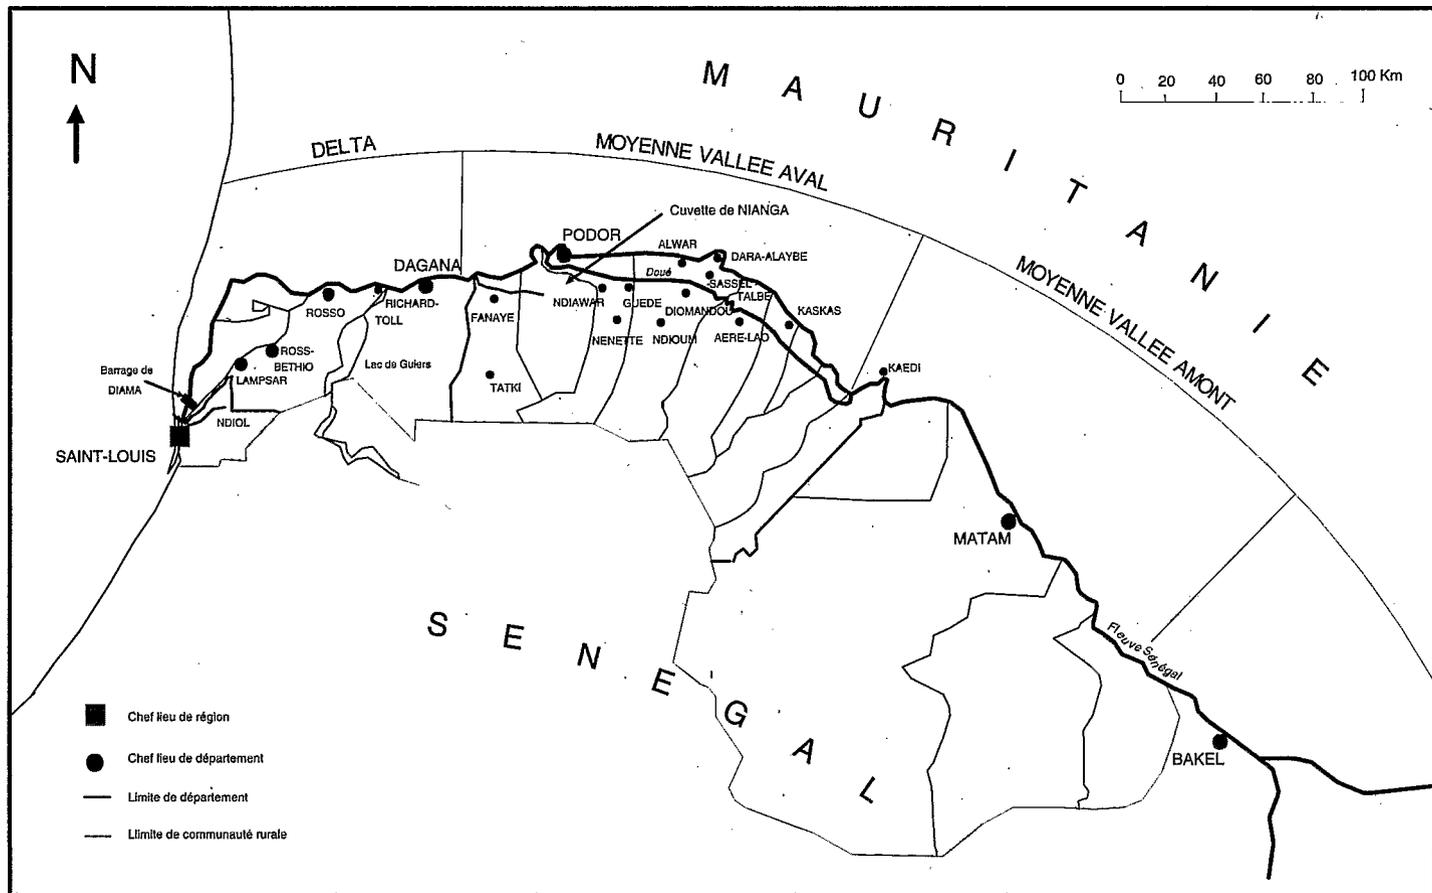 N
MAURITANIE
0 20 40 60 80 100 Km
DELTA
MOYENNE VALLEE AVAL
MOYENNE VALLEE AMONT
Cuvette de NIANGA
PODOR
ALWAR
DARA-ALAYBE
DAGANA
Doué
-SASSEL-
TALBE
ROSSO
RICHARD-
TOLL
FANAYE
NDIAWAR
GUEDE
DIOMANDOU
KASKAS
NENETTE
NDIOUM
AERE-LAO
ROSS-
BETHIO
Lac de Guiers
Barrage de
DIAMA
LAMPSAR
TATKI
KAEDI
NDIOL
SAINT-LOUIS
MATAM
SENEGAL
Fleuve Sénégal
BAKEL
Chef lieu de région
Chef lieu de département
Limite de département
Llimite de communauté rurale